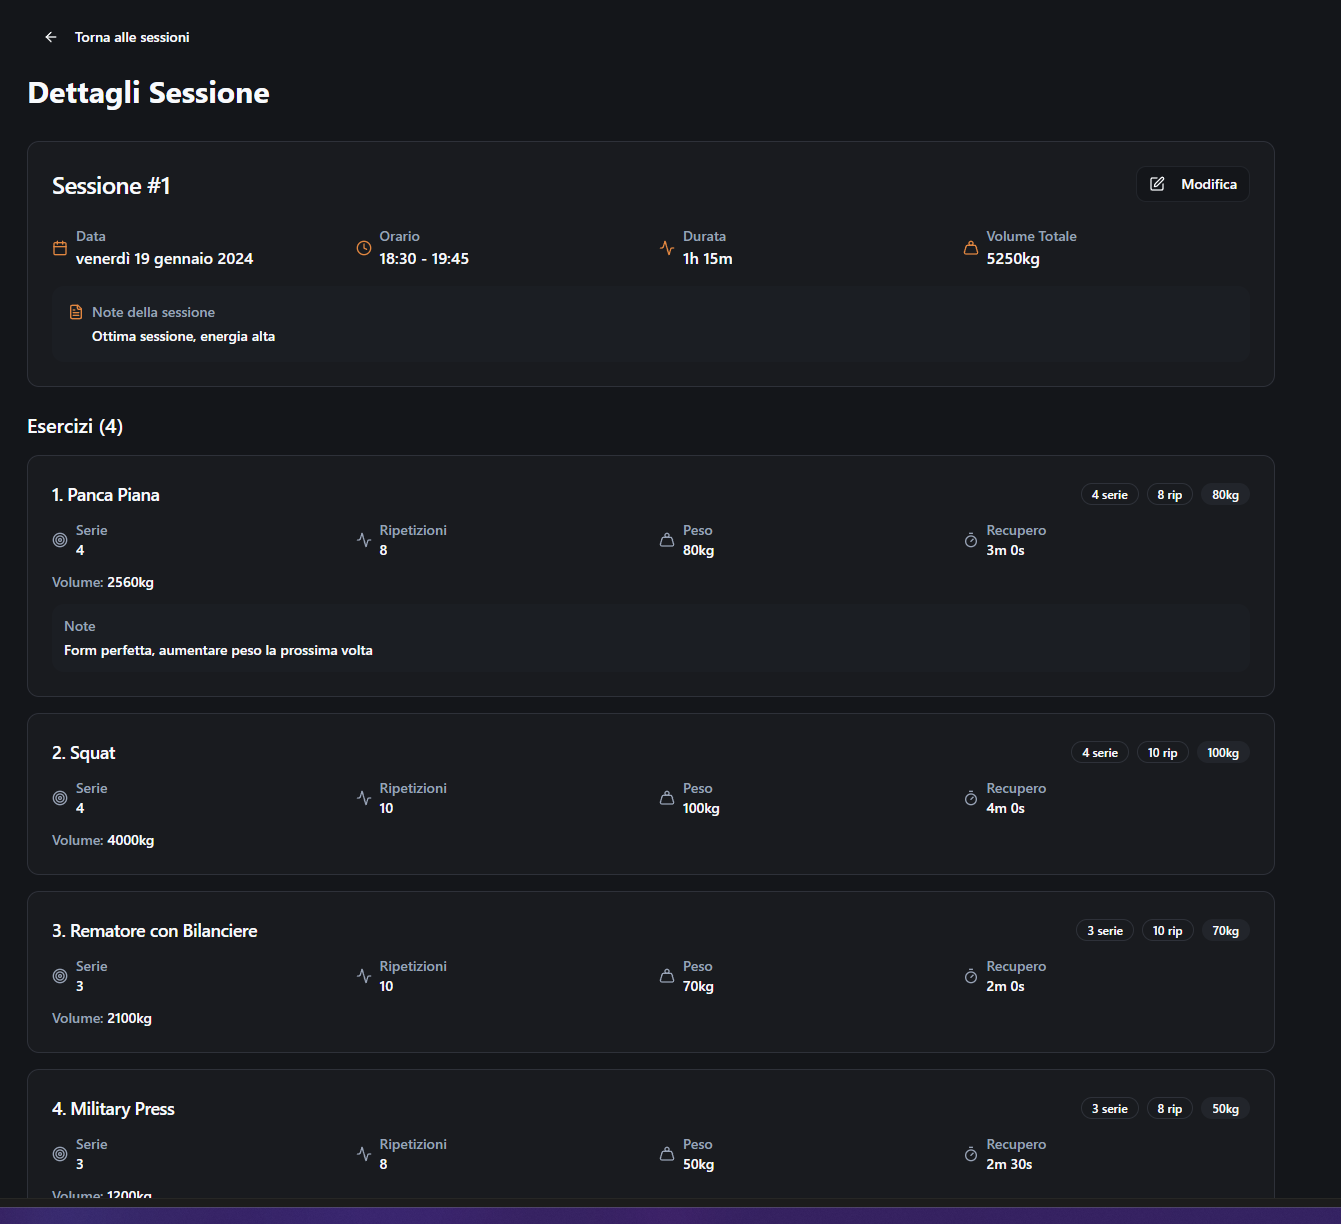 Torna alle sessioni
Dettagli Sessione
Sessione #1
Modifica
Data
venerdì 19 gennaio 2024
Orario
18:30 - 19:45
Durata
1h 15m
Volume Totale
5250kg
Note della sessione
Ottima sessione, energia alta
Esercizi (4)
1. Panca Piana
4 serie 8 rip 80kg
Serie
4
Ripetizioni
8
Peso
80kg
Recupero
3m 0s
Volume: 2560kg
Note
Form perfetta, aumentare peso la prossima volta
2. Squat
4 serie 10 rip 100kg
Serie
4
Ripetizioni
10
Peso
100kg
Recupero
4m 0s
Volume: 4000kg
3. Rematore con Bilanciere
3 serie 10 rip 70kg
Serie
3
Ripetizioni
10
Peso
70kg
Recupero
2m 0s
Volume: 2100kg
4. Military Press
3 serie 8 rip 50kg
Serie
3
Ripetizioni
8
Peso
50kg
Recupero
2m 30s
Volume: 1200kg